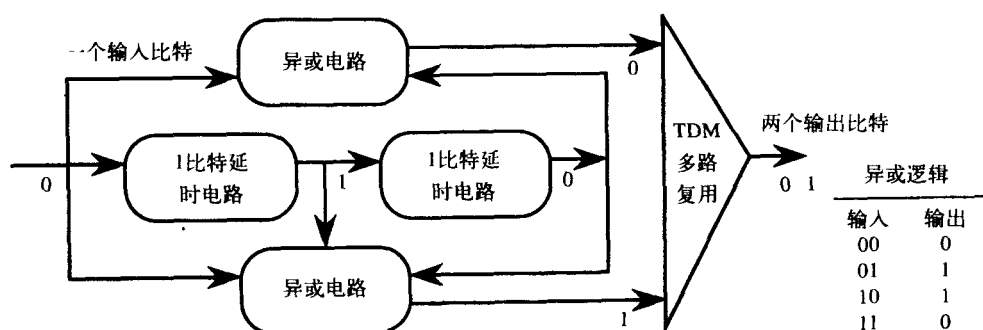 一个输入比特
异或电路
0
1比特延
时电路
1比特延
时电路
0
1
0
异或电路
1
TDM
多路
复用
两个输出比特
0 1
异或逻辑
输入 输出
00 0
01 1
10 1
11 0